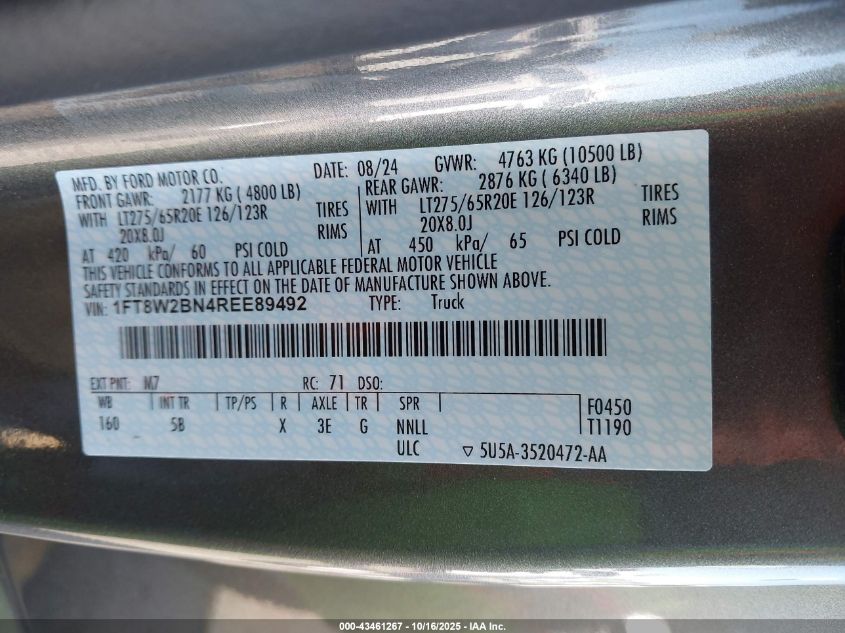 MFD. BY FORD MOTOR CO. DATE: 08/24 GVWR: 4763 KG (10500 LB)
FRONT GAWR: 2177 KG ( 4800 LB) REAR GAWR: 2876 KG ( 6340 LB)
WITH LT275/65R20E 126/123R TIRES WITH LT275/65R20E 126/123R TIRES
20X8.0J RIMS 20X8.0J RIMS
AT 420 kPa/ 60 PSI COLD AT 450 kPa/ 65 PSI COLD
THIS VEHICLE CONFORMS TO ALL APPLICABLE FEDERAL MOTOR VEHICLE
SAFETY STANDARDS IN EFFECT ON THE DATE OF MANUFACTURE SHOWN ABOVE.
VIN: 1FT8W2BN4REE89492 TYPE: Truck
EXT PNT: M7 RC: 71 DSO:
WB INT TR TP/PS R AXLE TR SPR F0450
160 5B X 3E G NNLL T1190
ULC ▽ 5U5A-3520472-AA
000-43461267 - 10/16/2025 - IAA Inc.